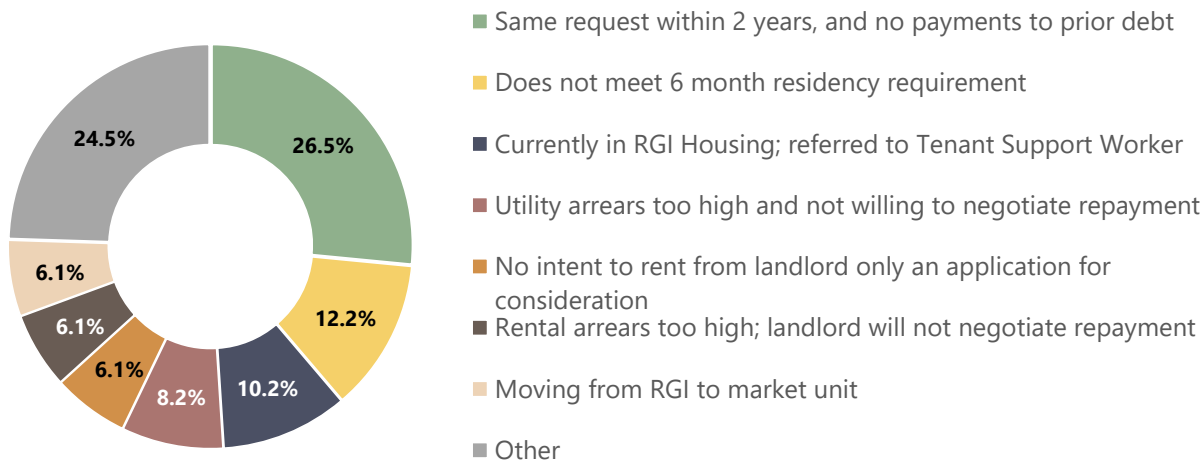 Same request within 2 years, and no payments to prior debt
Does not meet 6 month residency requirement
Currently in RGI Housing; referred to Tenant Support Worker
Utility arrears too high and not willing to negotiate repayment
No intent to rent from landlord only an application for
consideration
Rental arrears too high; landlord will not negotiate repayment
Moving from RGI to market unit
Other
26.5%
12.2%
10.2%
8.2%
6.1%
6.1%
6.1%
24.5%